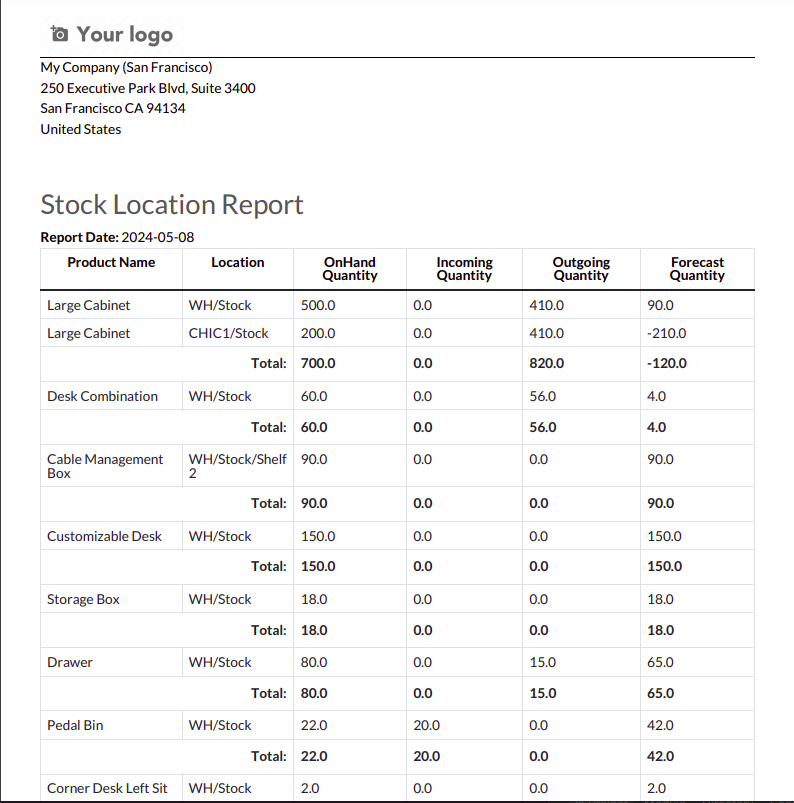 Your logo
My Company (San Francisco)
250 Executive Park Blvd, Suite 3400
San Francisco CA 94134
United States
Stock Location Report
Report Date: 2024-05-08
Product Name Location OnHand Quantity Incoming Quantity Outgoing Quantity Forecast Quantity
Large Cabinet WH/Stock 500.0 0.0 410.0 90.0
Large Cabinet CHIC1/Stock 200.0 0.0 410.0 -210.0
Total: 700.0 0.0 820.0 -120.0
Desk Combination WH/Stock 60.0 0.0 56.0 4.0
Total: 60.0 0.0 56.0 4.0
Cable Management Box WH/Stock/Shelf 2 90.0 0.0 0.0 90.0
Total: 90.0 0.0 0.0 90.0
Customizable Desk WH/Stock 150.0 0.0 0.0 150.0
Total: 150.0 0.0 0.0 150.0
Storage Box WH/Stock 18.0 0.0 0.0 18.0
Total: 18.0 0.0 0.0 18.0
Drawer WH/Stock 80.0 0.0 15.0 65.0
Total: 80.0 0.0 15.0 65.0
Pedal Bin WH/Stock 22.0 20.0 0.0 42.0
Total: 22.0 20.0 0.0 42.0
Corner Desk Left Sit WH/Stock 2.0 0.0 0.0 2.0